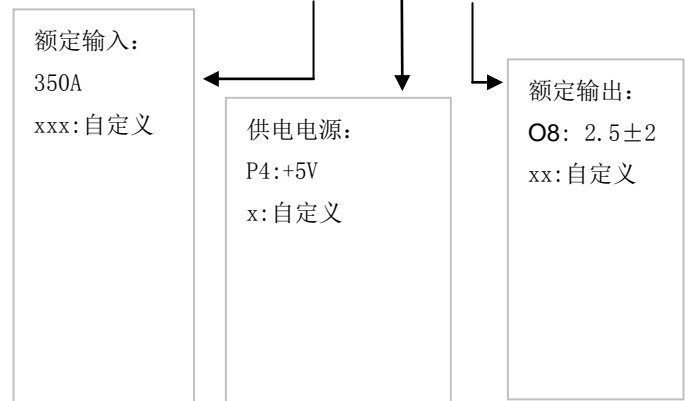 额定输入：
350A
xxx:自定义
供电电源：
P4:+5V
x:自定义
额定输出：
O8: 2.5±2
xx:自定义